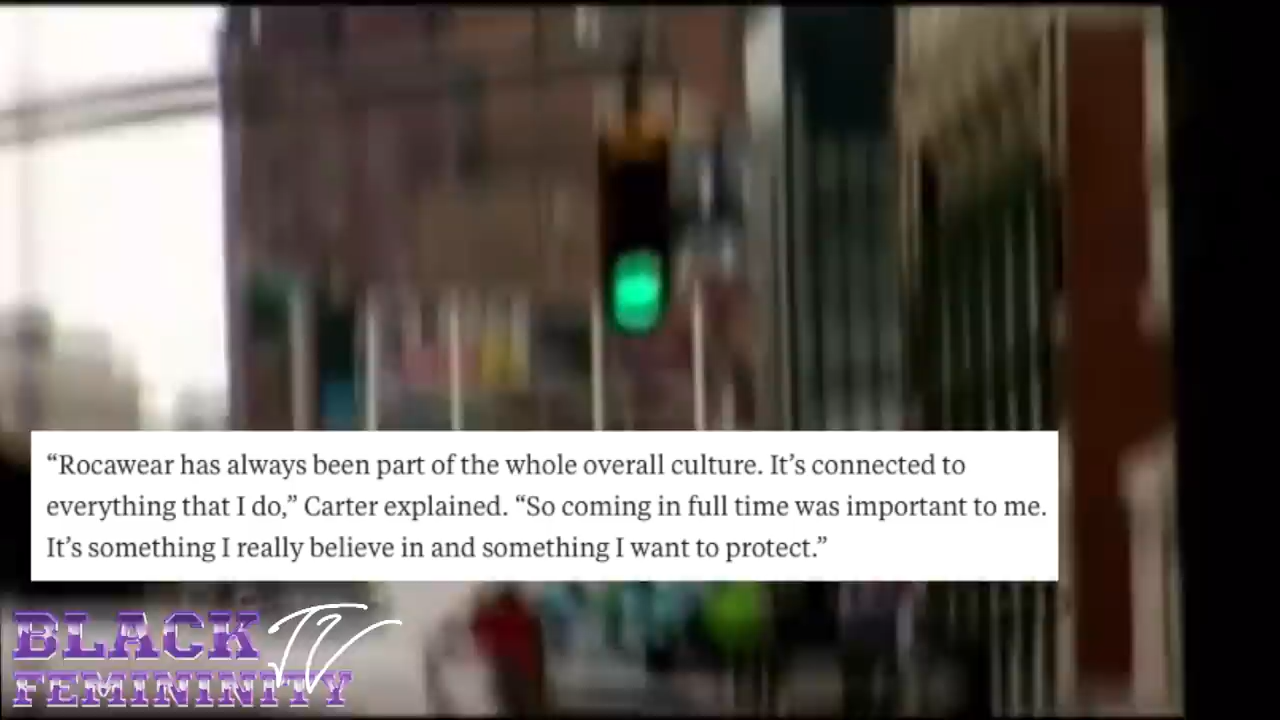 “Rocawear has always been part of the whole overall culture. It’s connected to
everything that I do,” Carter explained. “So coming in full time was important to me.
It’s something I really believe in and something I want to protect.”
BLACK TV
FEMININITY